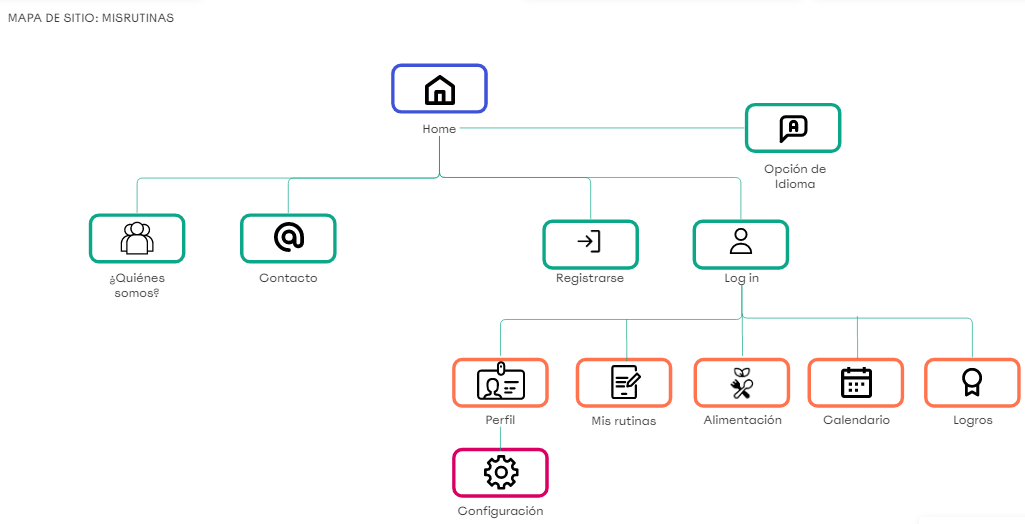 MAPA DE SITIO: MISRUTINAS
Home
A
Opción de
Idioma
¿Quiénes
somos?
Contacto
Registrarse
Log in
Perfil
Mis rutinas
Alimentación
Calendario
Logros
Configuración